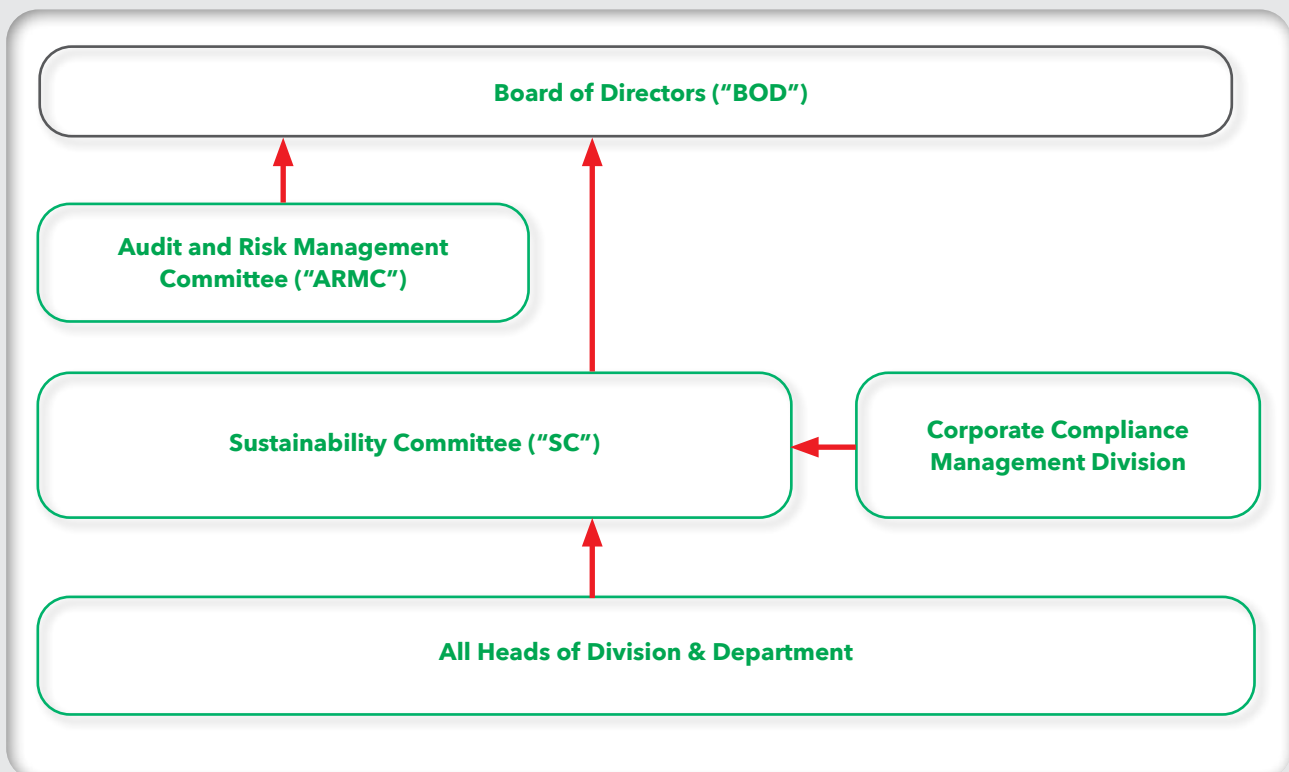 Board of Directors (“BOD”)
Audit and Risk Management
Committee (“ARMC”)
Sustainability Committee (“SC”)
Corporate Compliance
Management Division
All Heads of Division & Department